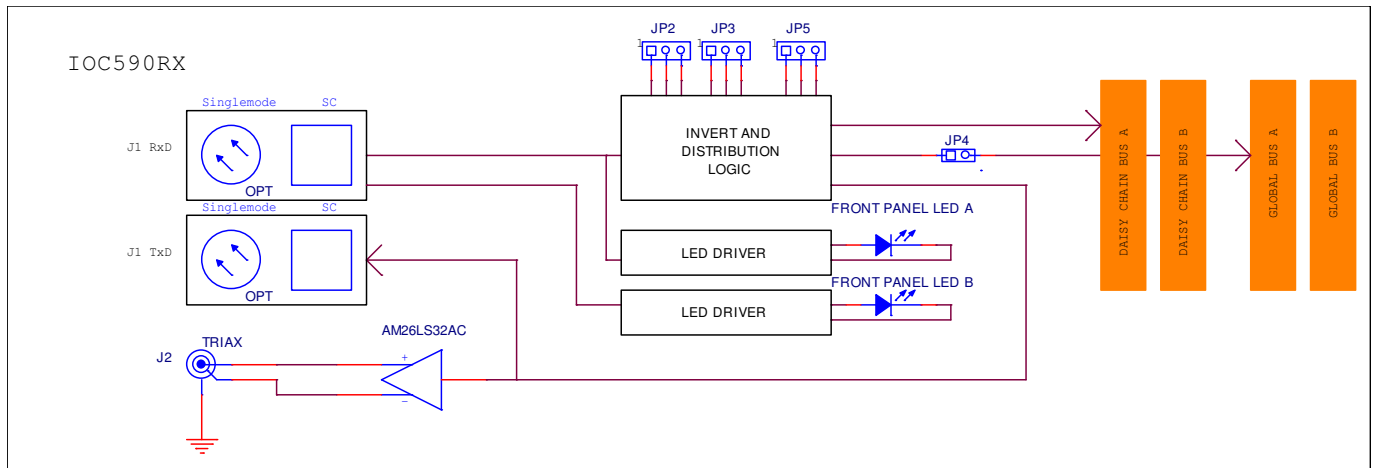 IOC590RX
JP2
JP3
JP5
1
1
1
Singlemode
SC
J1 RxD
OPT
INVERT AND
DISTRIBUTION
LOGIC
JP4
DAISY CHAIN BUS A
DAISY CHAIN BUS B
GLOBAL BUS A
GLOBAL BUS B
Singlemode
SC
J1 TxD
OPT
FRONT PANEL LED A
LED DRIVER
FRONT PANEL LED B
LED DRIVER
AM26LS32AC
TRIAX
J2
+
−